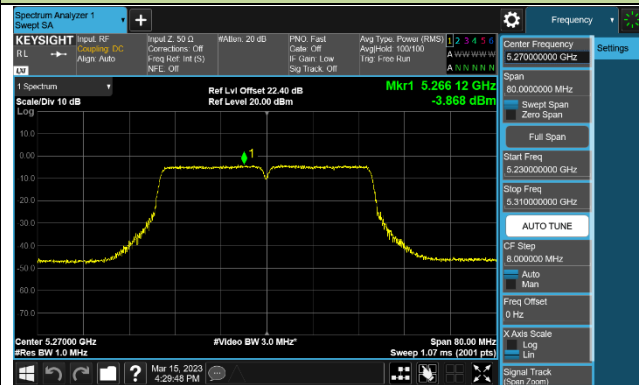 Spectrum Analyzer 1
Swept SA
+
Frequency
KEYSIGHT
RL
LXI
Input: RF
Coupling: DC
Align: Auto
Input Z: 50 Ω
Corrections: Off
Freq Ref: Int (S)
NFE: Off
#Atten: 20 dB
PNO: Fast
Gate: Off
IF Gain: Low
Sig Track: Off
Avg Type: Power (RMS)
Avg|Hold: 100/100
Trig: Free Run
1 2 3 4 5 6
A W W W W W
A N N N N N
1 Spectrum
Scale/Div 10 dB
Log
Ref Lvl Offset 22.40 dB
Ref Level 20.00 dBm
Mkr1 5.266 12 GHz
-3.868 dBm
10.0
0.00
-10.0
-20.0
-30.0
-40.0
-50.0
-60.0
-70.0
1
Center 5.27000 GHz
#Res BW 1.0 MHz
#Video BW 3.0 MHz*
Span 80.00 MHz
Sweep 1.07 ms (2001 pts)
Center Frequency
5.270000000 GHz
Settings
Span
80.0000000 MHz
Swept Span
Zero Span
Full Span
Start Freq
5.230000000 GHz
Stop Freq
5.310000000 GHz
AUTO TUNE
CF Step
8.000000 MHz
Auto
Man
Freq Offset
0 Hz
X Axis Scale
Log
Lin
Signal Track
(Span Zoom)
?
Mar 15, 2023
4:29:48 PM